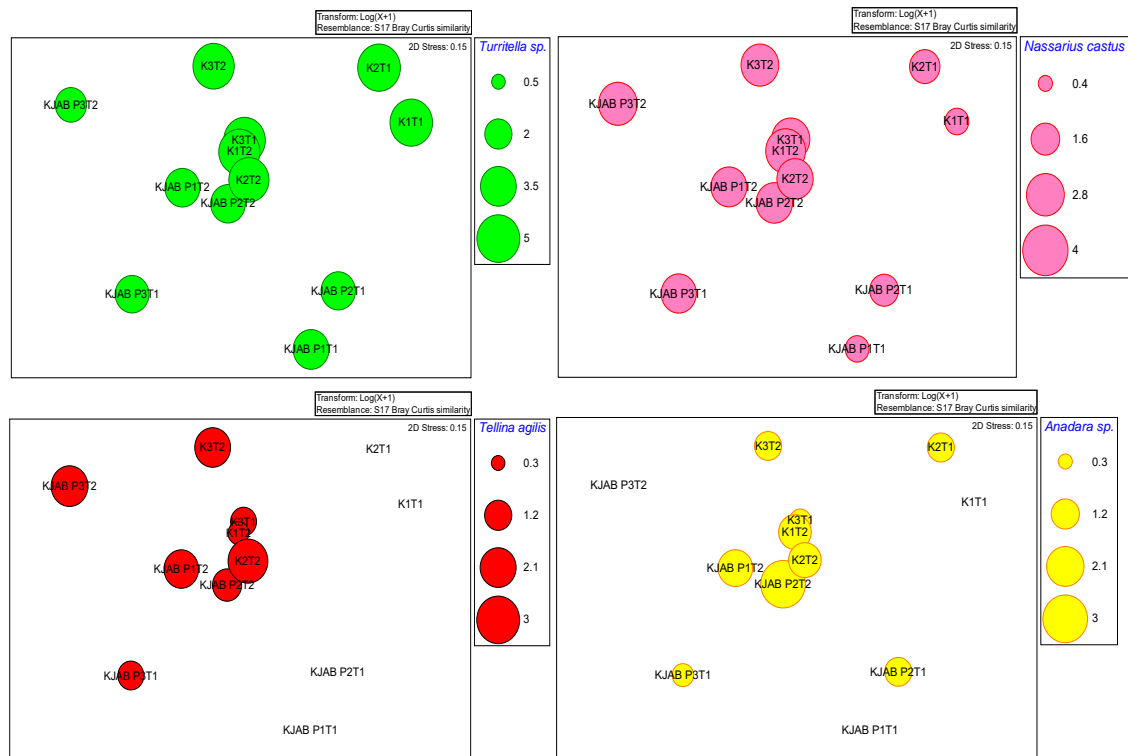 Transform: Log(X+1)
Resemblance: S17 Bray Curtis similarity
2D Stress: 0.15
K3T2
K2T1
KJAB P3T2
K1T1
K3T1
K1T2
K2T2
KJAB P1T2
KJAB P2T2
KJAB P3T1
KJAB P2T1
KJAB P1T1
Turritella sp.
0.5
2
3.5
5
Transform: Log(X+1)
Resemblance: S17 Bray Curtis similarity
2D Stress: 0.15
K3T2
K2T1
KJAB P3T2
K1T1
K3T1
K1T2
K2T2
KJAB P1T2
KJAB P2T2
KJAB P3T1
KJAB P2T1
KJAB P1T1
Nassarius castus
0.4
1.6
2.8
4
Transform: Log(X+1)
Resemblance: S17 Bray Curtis similarity
2D Stress: 0.15
K3T2
K2T1
KJAB P3T2
K1T1
K3T1
K1T2
K2T2
KJAB P1T2
KJAB P2T2
KJAB P3T1
KJAB P2T1
KJAB P1T1
Tellina agilis
0.3
1.2
2.1
3
Transform: Log(X+1)
Resemblance: S17 Bray Curtis similarity
2D Stress: 0.15
K3T2
K2T1
KJAB P3T2
K1T1
K3T1
K1T2
K2T2
KJAB P1T2
KJAB P2T2
KJAB P3T1
KJAB P2T1
KJAB P1T1
Anadara sp.
0.3
1.2
2.1
3